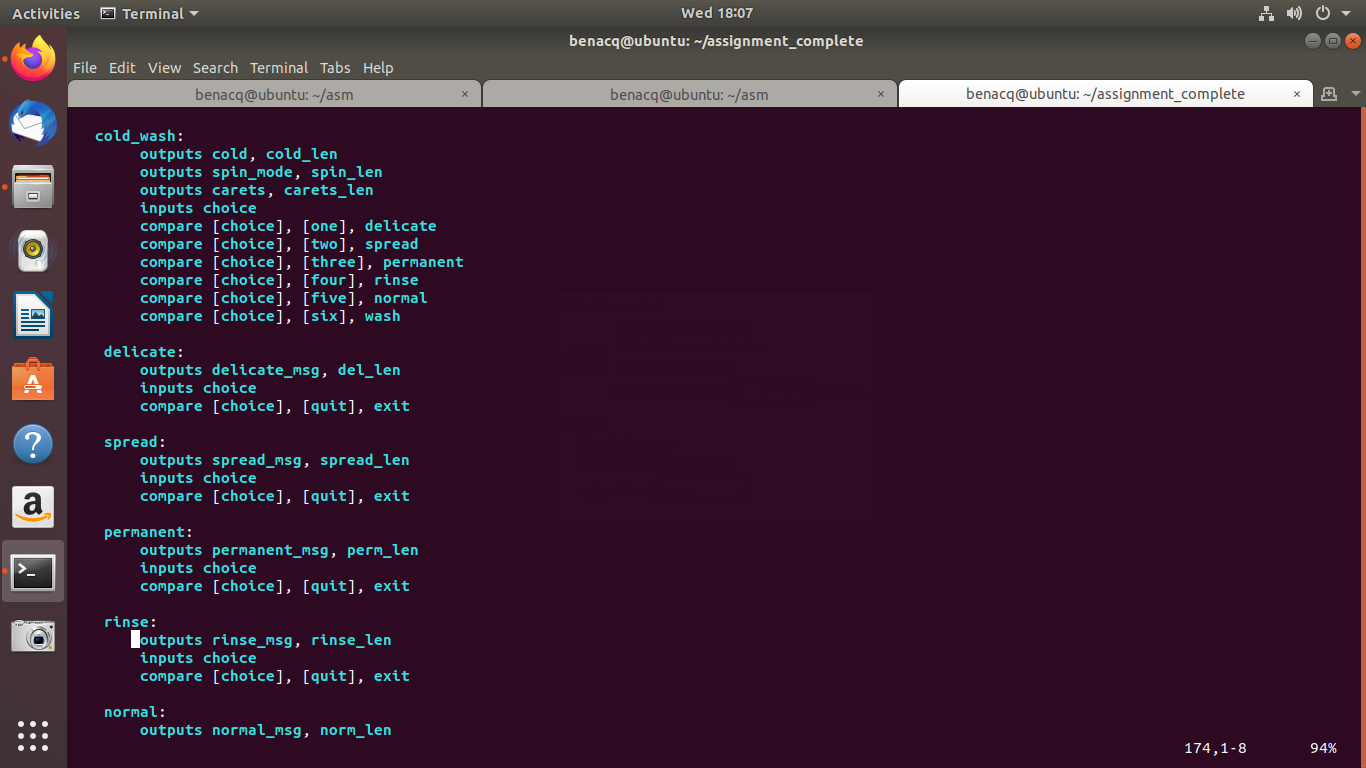 Activities Terminal Wed 18:07
benacq@ubuntu: ~/assignment_complete
File Edit View Search Terminal Tabs Help
benacq@ubuntu: ~/asm × benacq@ubuntu: ~/asm × benacq@ubuntu: ~/assignment_complete ×
cold_wash:
outputs cold, cold_len
outputs spin_mode, spin_len
outputs carets, carets_len
inputs choice
compare [choice], [one], delicate
compare [choice], [two], spread
compare [choice], [three], permanent
compare [choice], [four], rinse
compare [choice], [five], normal
compare [choice], [six], wash
delicate:
outputs delicate_msg, del_len
inputs choice
compare [choice], [quit], exit
spread:
outputs spread_msg, spread_len
inputs choice
compare [choice], [quit], exit
permanent:
outputs permanent_msg, perm_len
inputs choice
compare [choice], [quit], exit
rinse:
outputs rinse_msg, rinse_len
inputs choice
compare [choice], [quit], exit
normal:
outputs normal_msg, norm_len
174,1-8 94%